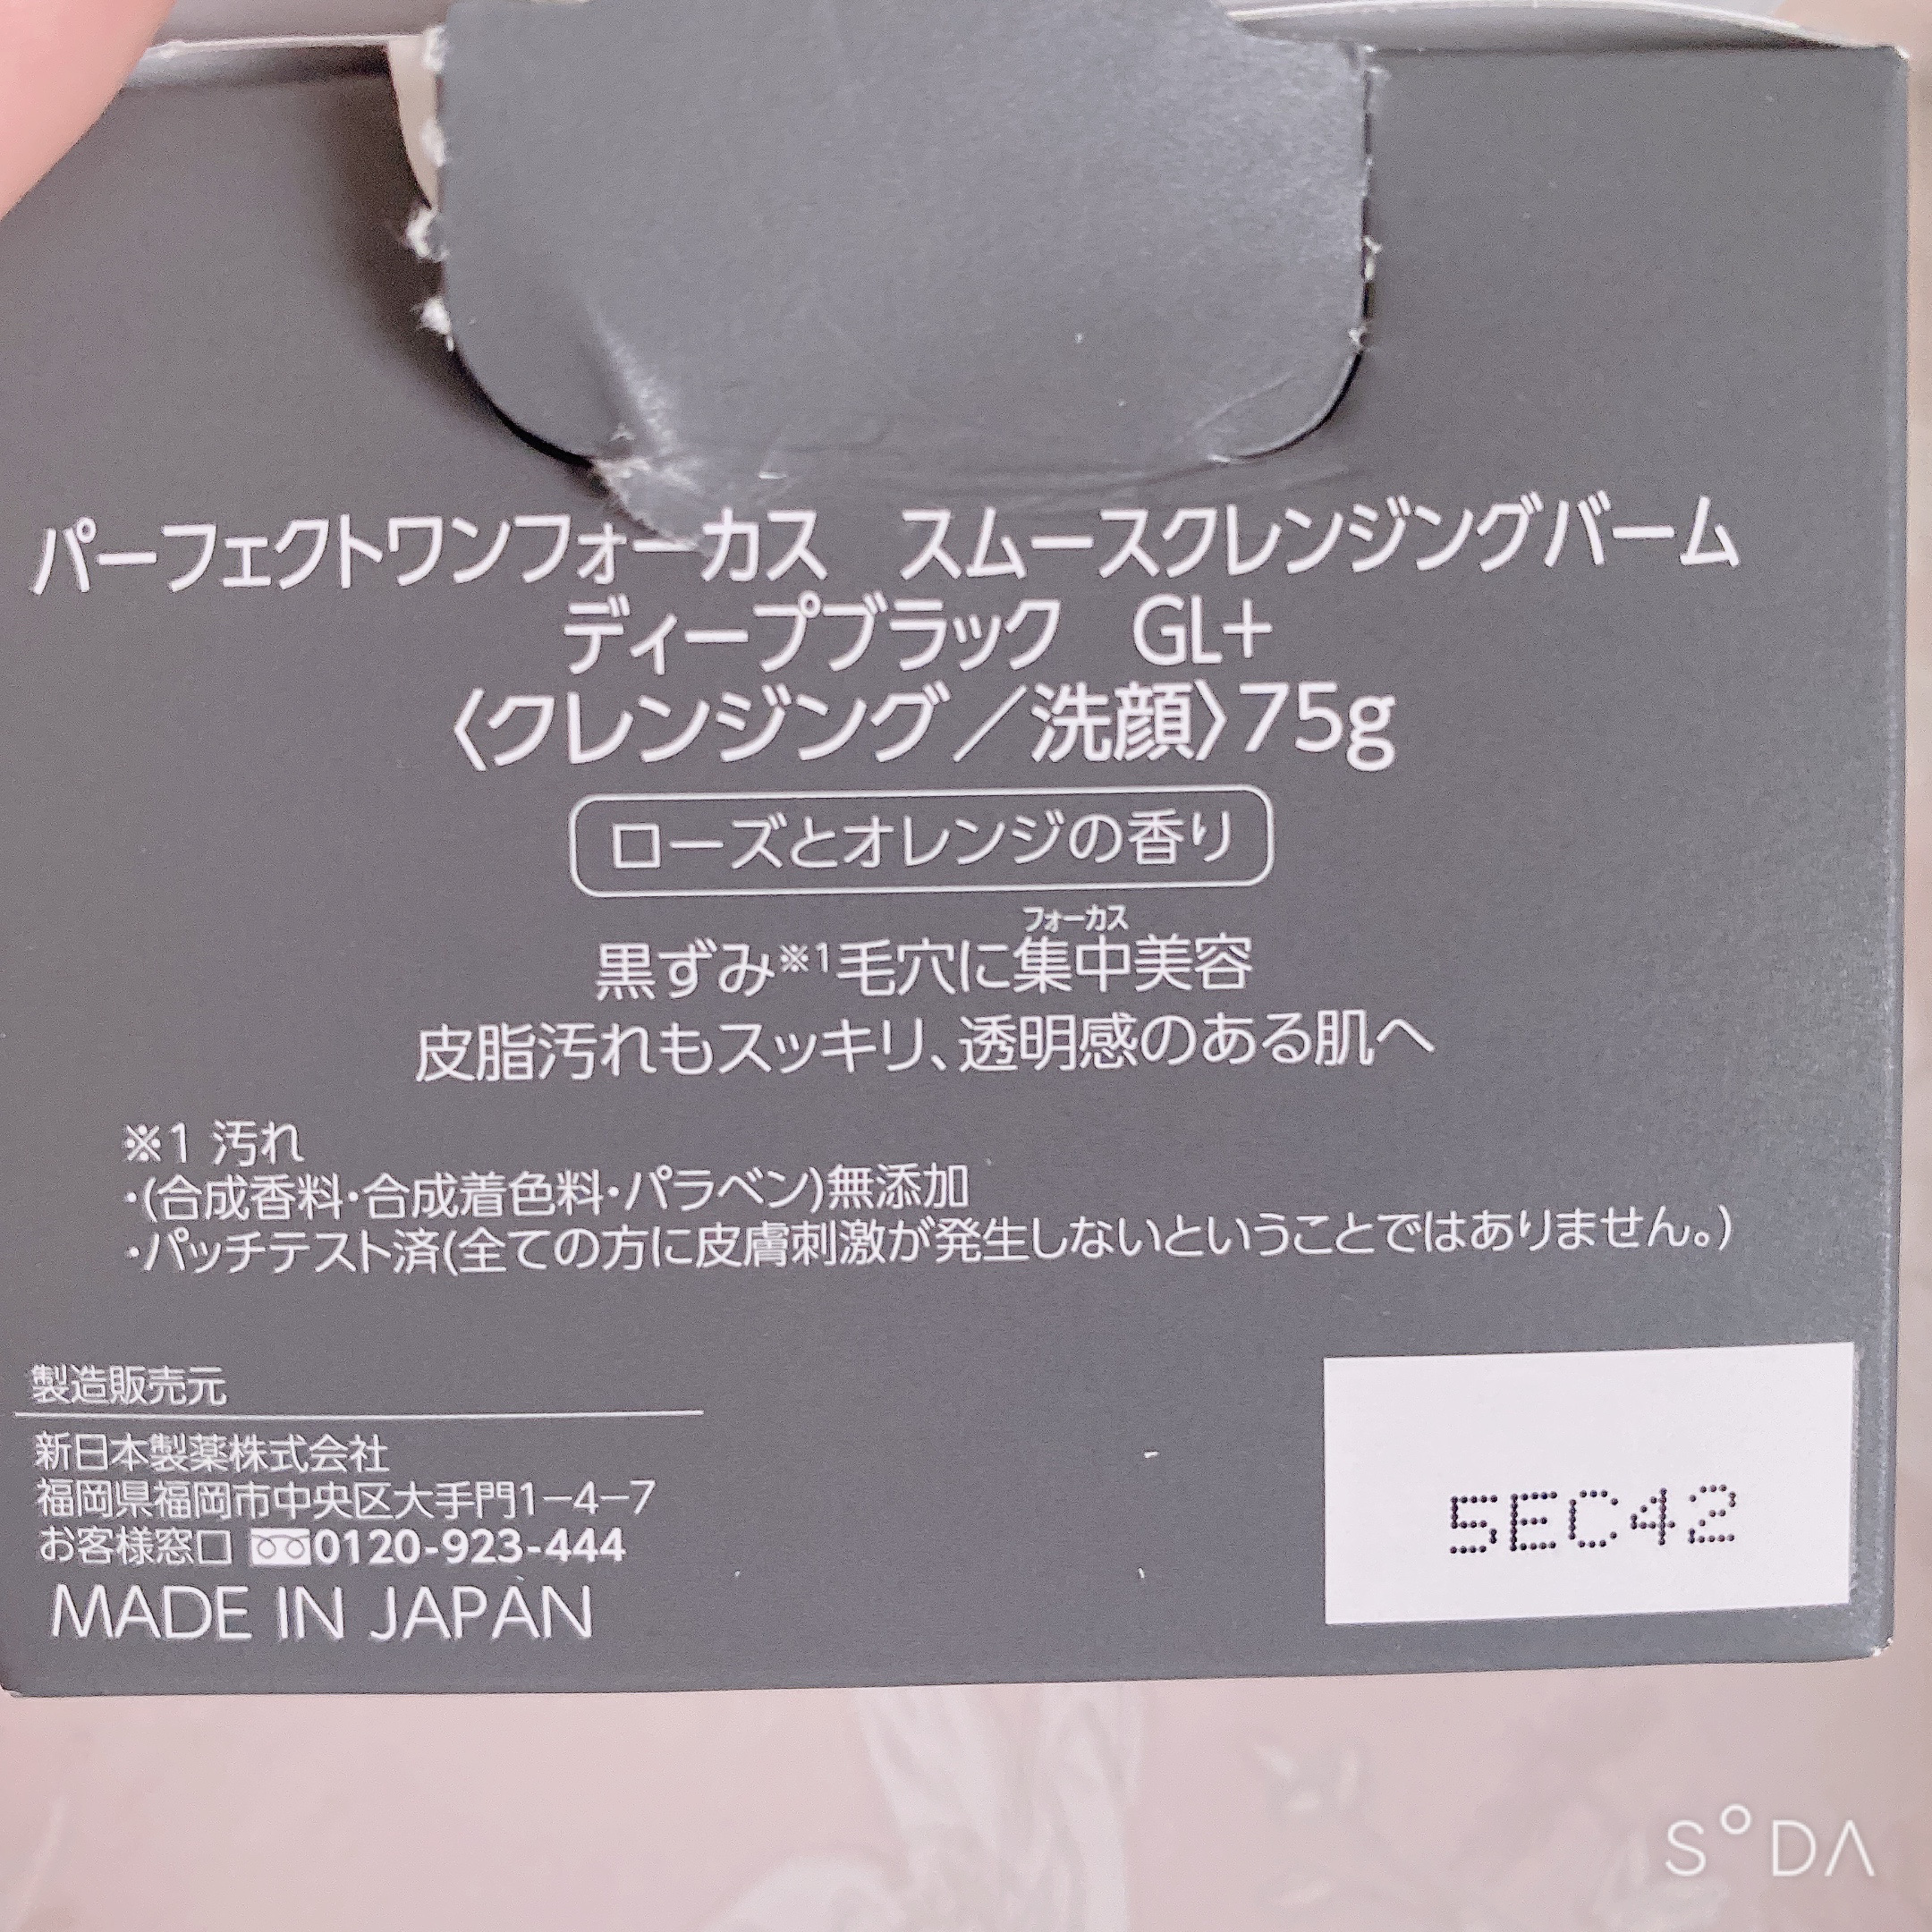 パーフェクトワンフォーカス　スムースクレンジングバーム
ディープブラック　GL+
〈クレンジング／洗顔〉75g
ローズとオレンジの香り
フォーカス
黒ずみ※1毛穴に集中美容
皮脂汚れもスッキリ、透明感のある肌へ
※1 汚れ
・(合成香料・合成着色料・パラベン)無添加
・パッチテスト済(全ての方に皮膚刺激が発生しないということではありません。)
製造販売元
新日本製薬株式会社
福岡県福岡市中央区大手門1−4−7
お客様窓口 0120-923-444
MADE IN JAPAN
5EC42
SODA